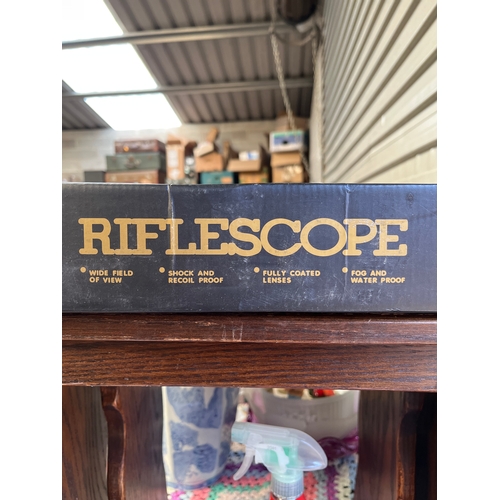 RIFLESCOPE
• WIDE FIELD OF VIEW
• SHOCK AND RECOIL PROOF
• FULLY COATED LENSES
• FOG AND WATER PROOF